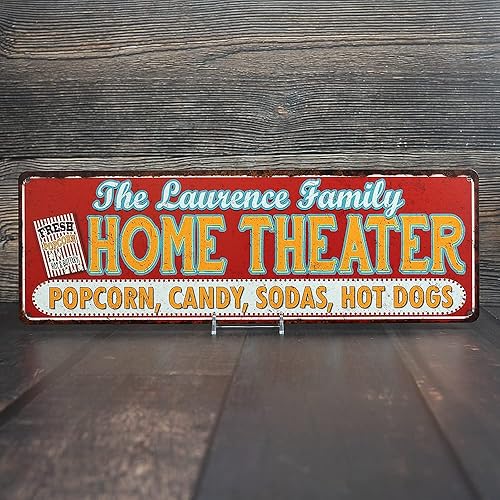 The Laurence Family
FRESH
HOME THEATER
POPCORN, CANDY, SODAS, HOT DOGS